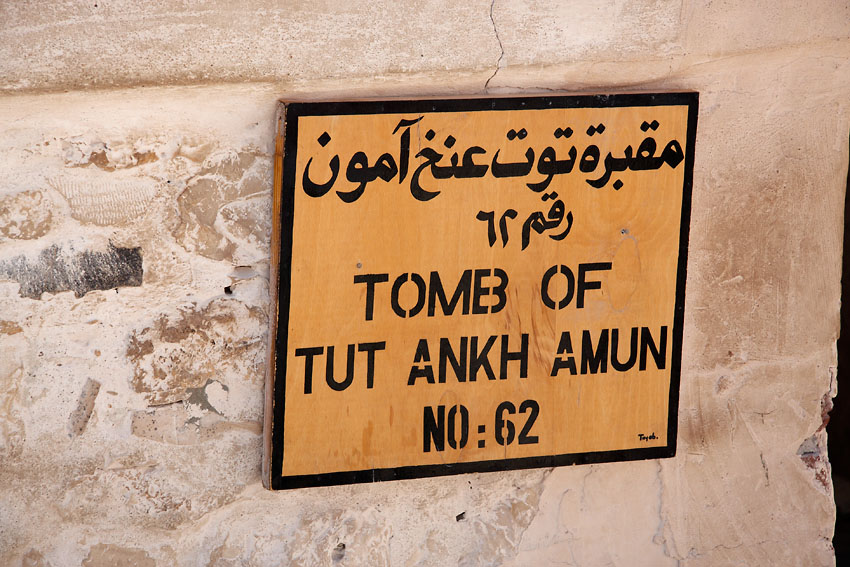 مقبرة توت عنخ آمون
رقم ٦٢
TOMB OF
TUT ANKH AMUN
NO: 62